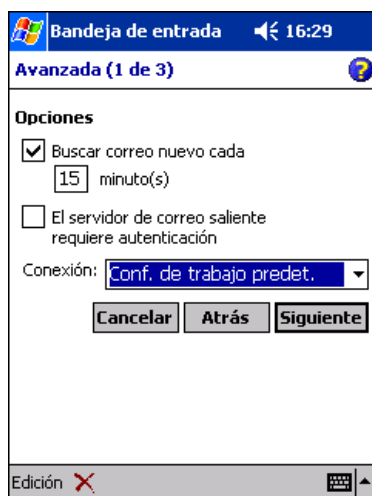 Bandeja de entrada 16:29
Avanzada (1 de 3)
Opciones
Buscar correo nuevo cada
15 minuto(s)
El servidor de correo saliente
requiere autenticación
Conexión: Conf. de trabajo predet.
Cancelar Atrás Siguiente
Edición